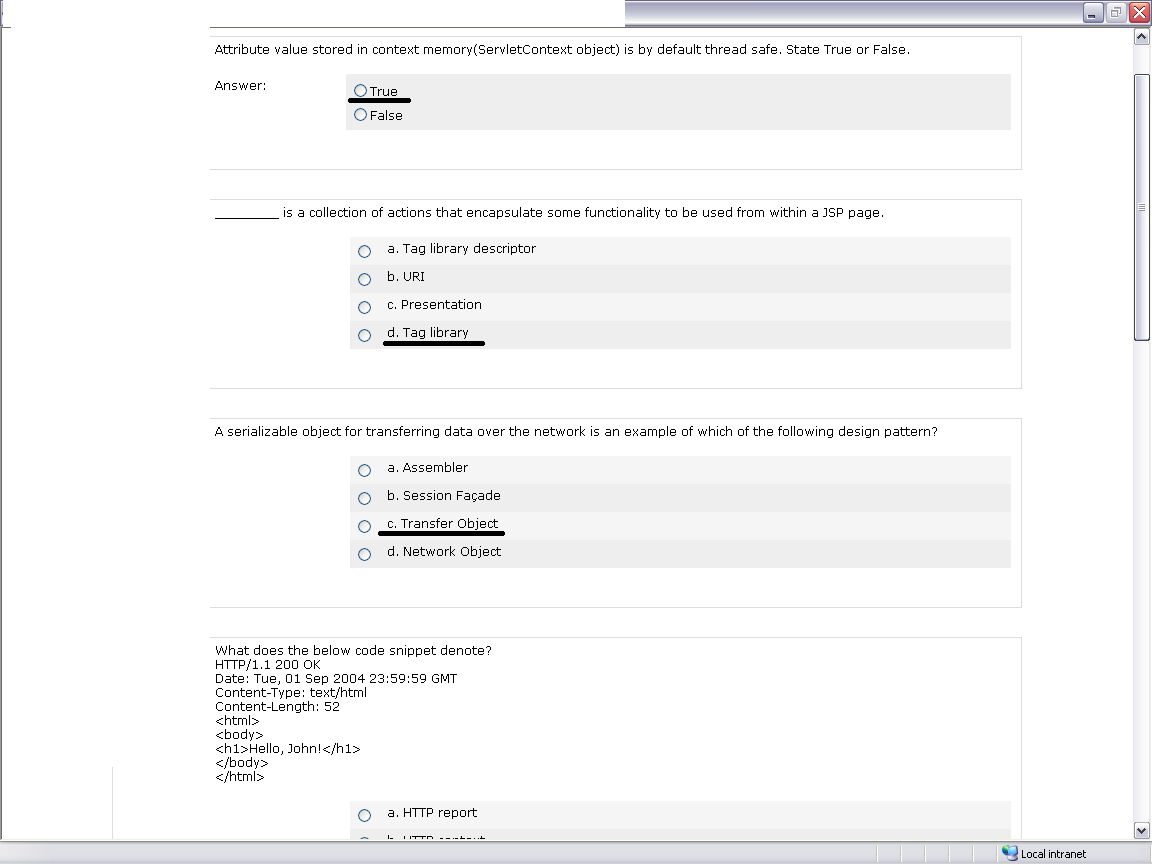 Attribute value stored in context memory(ServletContext object) is by default thread safe. State True or False.
Answer:
True
False
_________ is a collection of actions that encapsulate some functionality to be used from within a JSP page.
a. Tag library descriptor
b. URI
c. Presentation
d. Tag library
A serializable object for transferring data over the network is an example of which of the following design pattern?
a. Assembler
b. Session Façade
c. Transfer Object
d. Network Object
What does the below code snippet denote?
HTTP/1.1 200 OK
Date: Tue, 01 Sep 2004 23:59:59 GMT
Content-Type: text/html
Content-Length: 52
<html>
<body>
<h1>Hello, John!</h1>
</body>
</html>
a. HTTP report
Local intranet